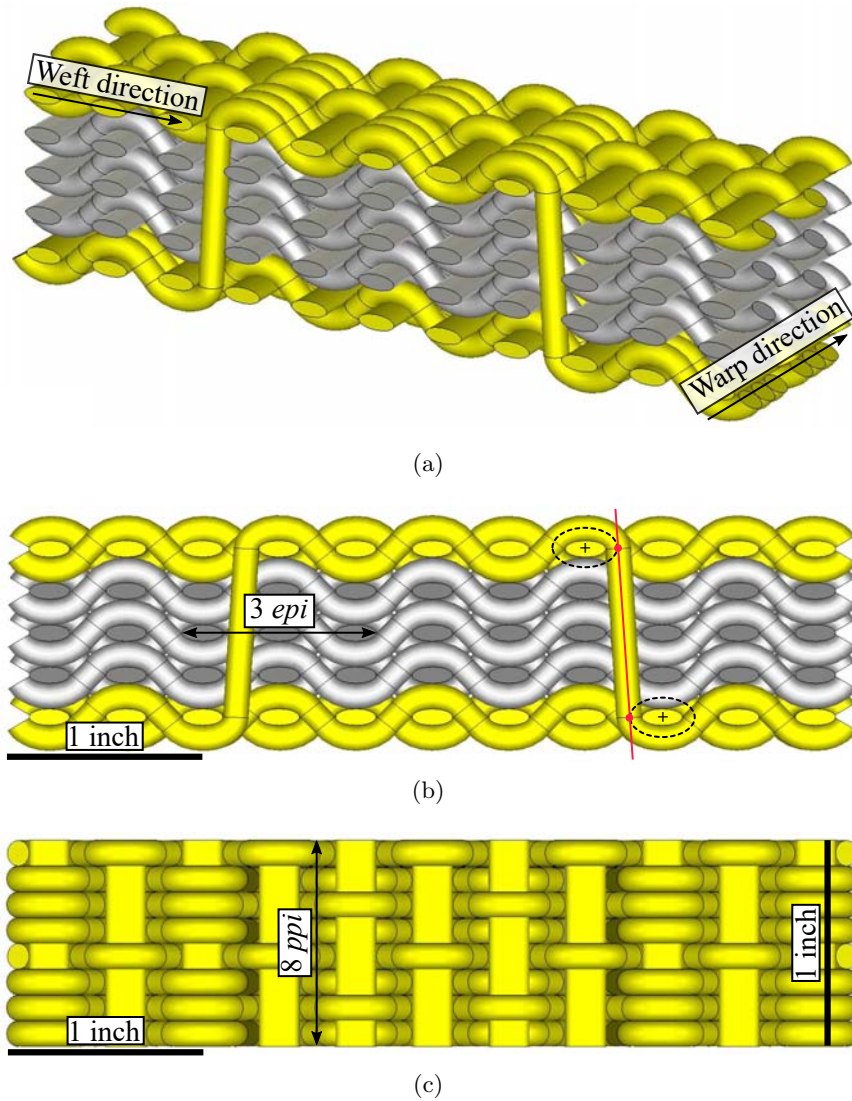 Weft direction
Warp direction
(a)
3 epi
1 inch
(b)
8 ppi
1 inch
1 inch
(c)